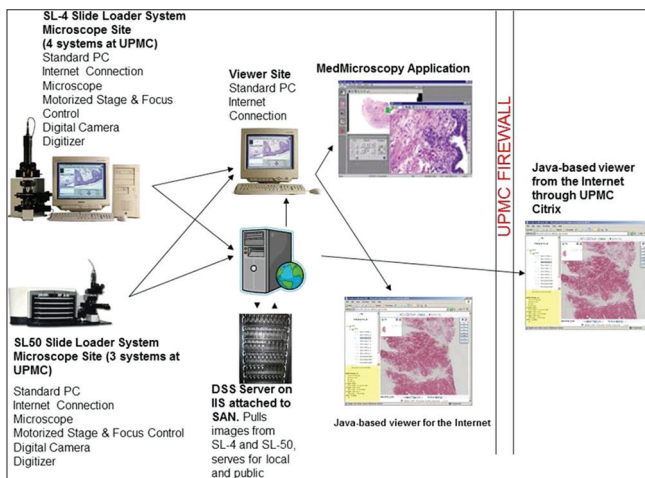 SL-4 Slide Loader System
Microscope Site
(4 systems at UPMC)
Standard PC
Internet Connection
Microscope
Motorized Stage & Focus
Control
Digital Camera
Digitizer
Viewer Site
Standard PC
Internet
Connection
MedMicroscopy Application
UPMC FIREWALL
Java-based viewer
from the Internet
through UPMC
Citrix
SL50 Slide Loader System
Microscope Site (3 systems at
UPMC)
Standard PC
Internet Connection
Microscope
Motorized Stage & Focus Control
Digital Camera
Digitizer
DSS Server on
IIS attached to
SAN. Pulls
images from
SL-4 and SL-50,
serves for local
and public
Java-based viewer for the Internet